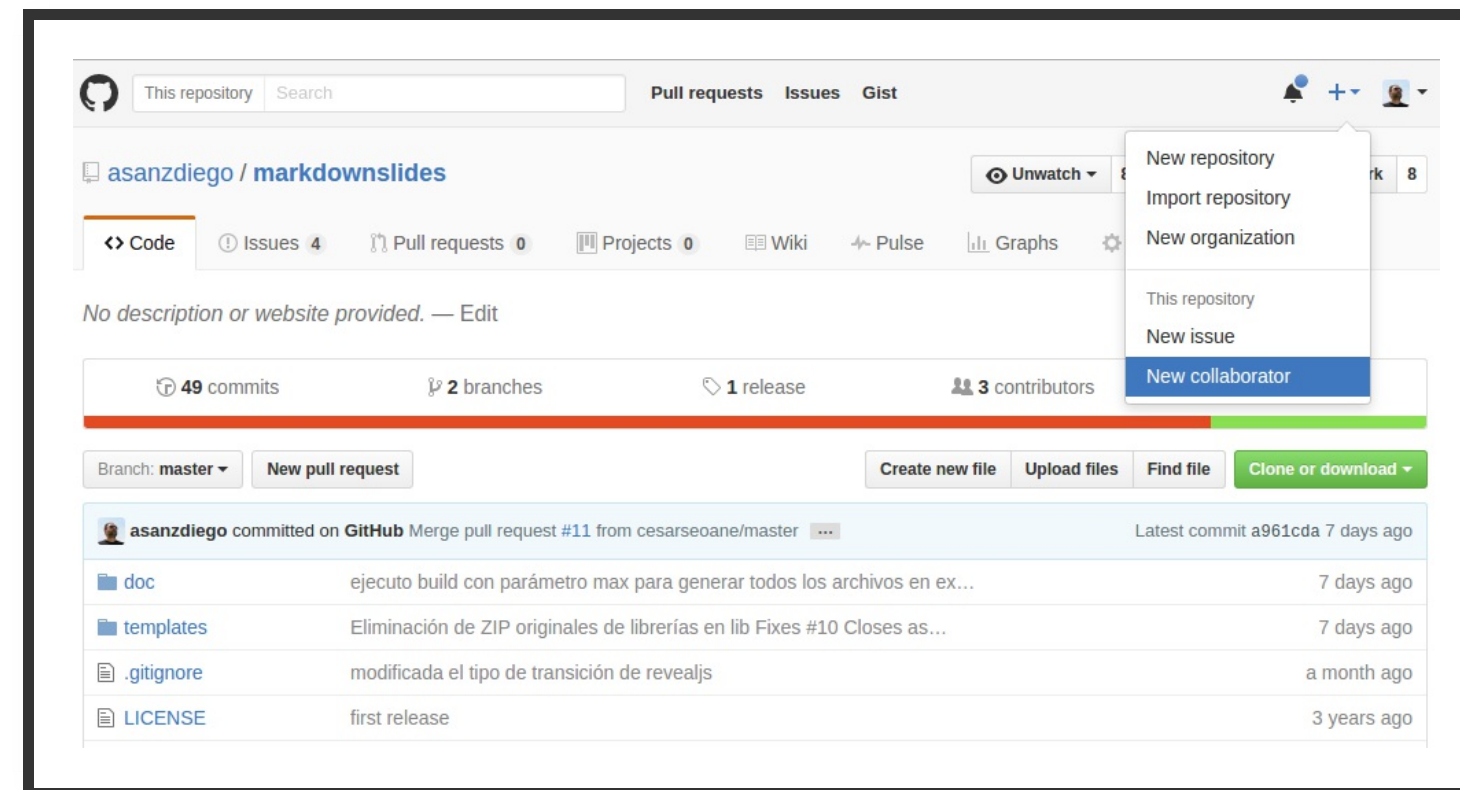 This repository Search Pull requests Issues Gist
asanzdiego / markdownslides Unwatch 8
New repository
Import repository
New organization
This repository
New issue
New collaborator
<> Code Issues 4 Pull requests 0 Projects 0 Wiki Pulse Graphs
No description or website provided. — Edit
49 commits 2 branches 1 release 3 contributors
Branch: master New pull request Create new file Upload files Find file Clone or download
asanzdiego committed on GitHub Merge pull request #11 from cesarseoane/master ... Latest commit a961cda 7 days ago
doc ejecuto build con parámetro max para generar todos los archivos en ex… 7 days ago
templates Eliminación de ZIP originales de librerías en lib Fixes #10 Closes as… 7 days ago
.gitignore modificada el tipo de transición de revealjs a month ago
LICENSE first release 3 years ago